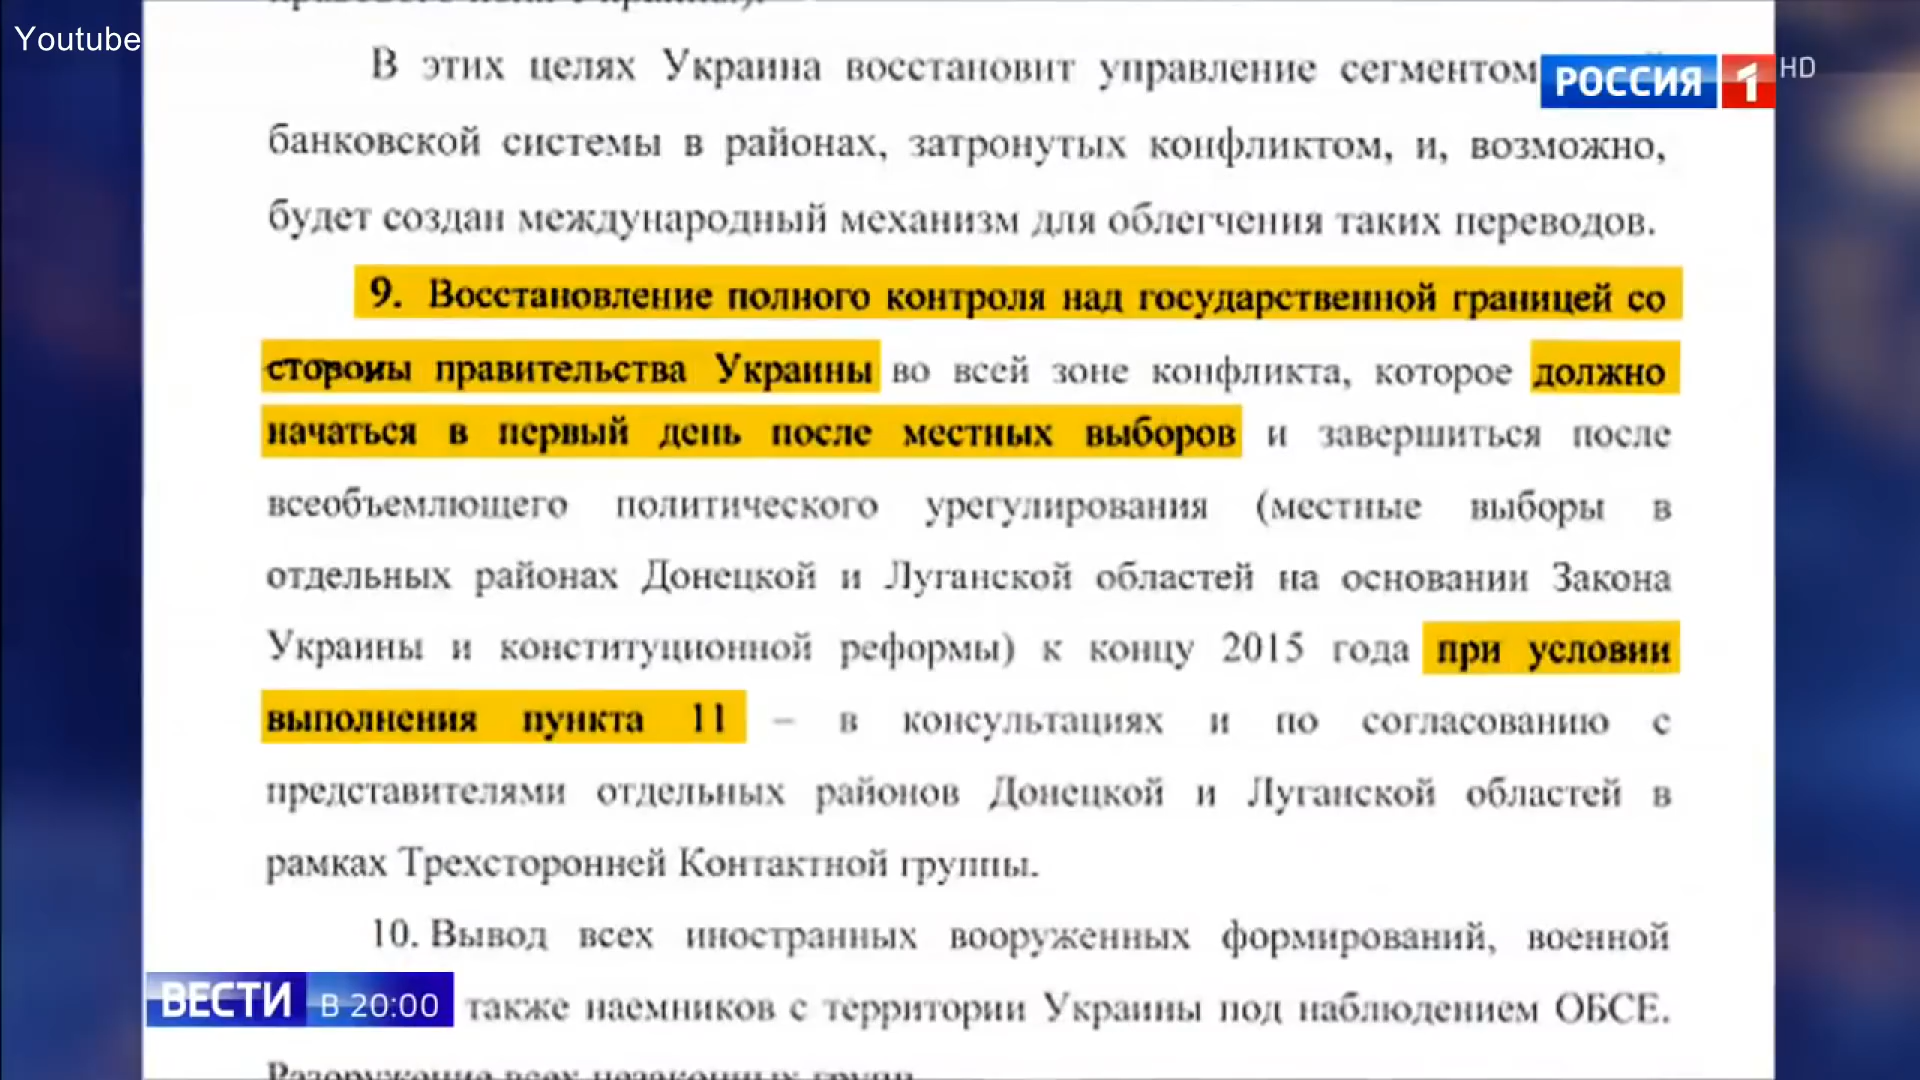 Youtube
В этих целях Украина восстановит управление сегментом
РОССИЯ 1 HD
банковской системы в районах, затронутых конфликтом, и, возможно,
будет создан международный механизм для облегчения таких переводов.
9. Восстановление полного контроля над государственной границей со
стороны правительства Украины во всей зоне конфликта, которое должно
начаться в первый день после местных выборов и завершиться после
всеобъемлющего политического урегулирования (местные выборы в
отдельных районах Донецкой и Луганской областей на основании Закона
Украины и конституционной реформы) к концу 2015 года при условии
выполнения пункта 11 – в консультациях и по согласованию с
представителями отдельных районов Донецкой и Луганской областей в
рамках Трехсторонней Контактной группы.
10. Вывод всех иностранных вооруженных формирований, военной
ВЕСТИ В 20:00
также наемников с территории Украины под наблюдением ОБСЕ.
Разоружение всех незаконных групп